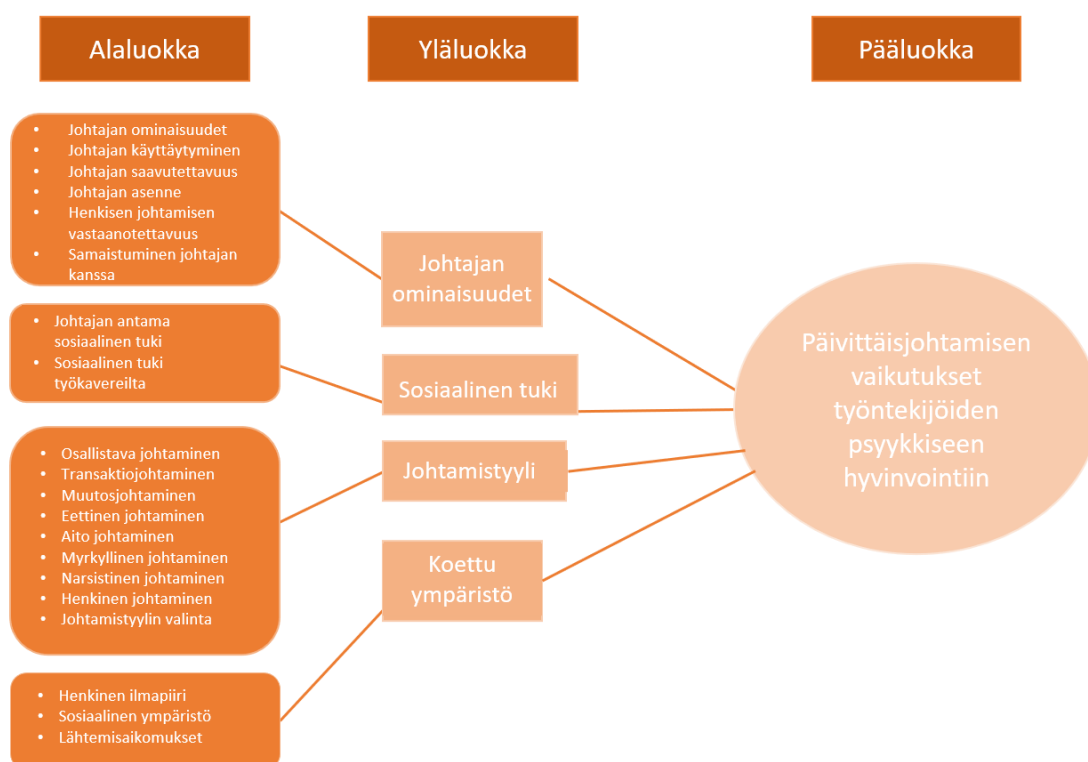 Alaluokka
Yläluokka
Pääluokka
• Johtajan ominaisuudet
• Johtajan käyttäytyminen
• Johtajan saavutettavuus
• Johtajan asenne
• Henkisen johtamisen
vastaanotettavuus
• Samaistuminen johtajan
kanssa
• Johtajan antama
sosiaalinen tuki
• Sosiaalinen tuki
työkavereilta
• Osallistava johtaminen
• Transaktiojohtaminen
• Muutosjohtaminen
• Eettinen johtaminen
• Aito johtaminen
• Myrkyllinen johtaminen
• Narsistinen johtaminen
• Henkinen johtaminen
• Johtamistyylin valinta
• Henkinen ilmapiiri
• Sosiaalinen ympäristö
• Lähtemisaikomukset
Johtajan
ominaisuudet
Sosiaalinen tuki
Johtamistyyli
Koettu
ympäristö
Päivittäisjohtamisen
vaikutukset
työntekijöiden
psyykkiseen
hyvinvointiin